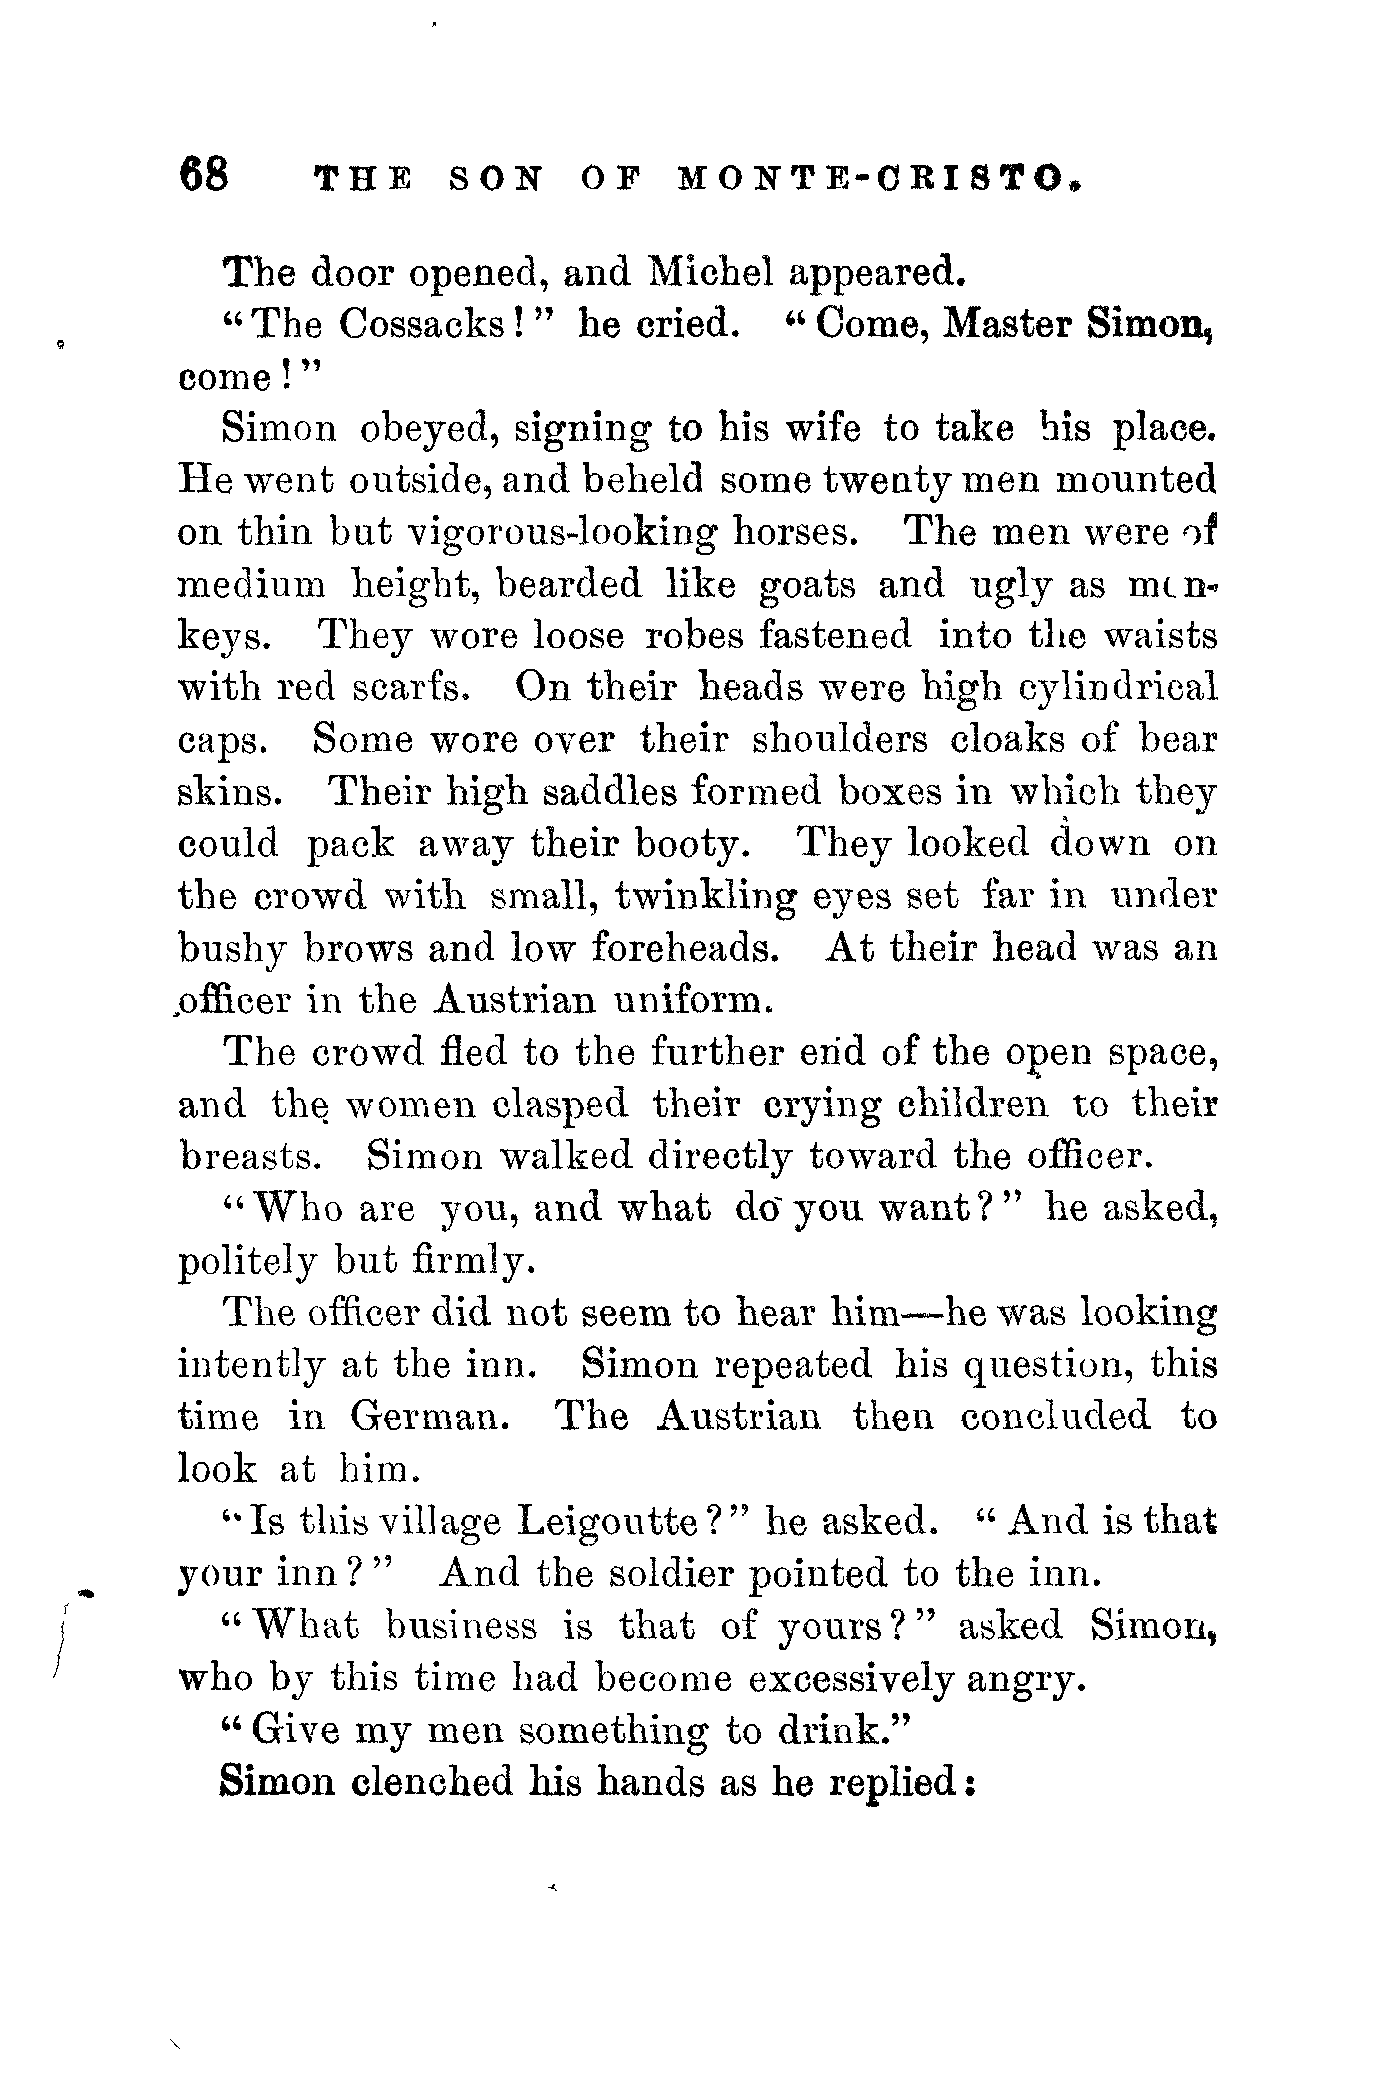 68 THE SON OF MONTE-CRISTO.
The door opened, and Michel appeared.
“The Cossacks!” he cried. “Come, Master Simon,
come!”
Simon obeyed, signing to his wife to take his place.
He went outside, and beheld some twenty men mounted
on thin but vigorous-looking horses. The men were of
medium height, bearded like goats and ugly as mon-
keys. They wore loose robes fastened into the waists
with red scarfs. On their heads were high cylindrical
caps. Some wore over their shoulders cloaks of bear
skins. Their high saddles formed boxes in which they
could pack away their booty. They looked down on
the crowd with small, twinkling eyes set far in under
bushy brows and low foreheads. At their head was an
officer in the Austrian uniform.
The crowd fled to the further end of the open space,
and the women clasped their crying children to their
breasts. Simon walked directly toward the officer.
“Who are you, and what do you want?” he asked,
politely but firmly.
The officer did not seem to hear him—he was looking
intently at the inn. Simon repeated his question, this
time in German. The Austrian then concluded to
look at him.
“Is this village Leigoutte?” he asked. “And is that
your inn?” And the soldier pointed to the inn.
“What business is that of yours?” asked Simon,
who by this time had become excessively angry.
“Give my men something to drink.”
Simon clenched his hands as he replied: